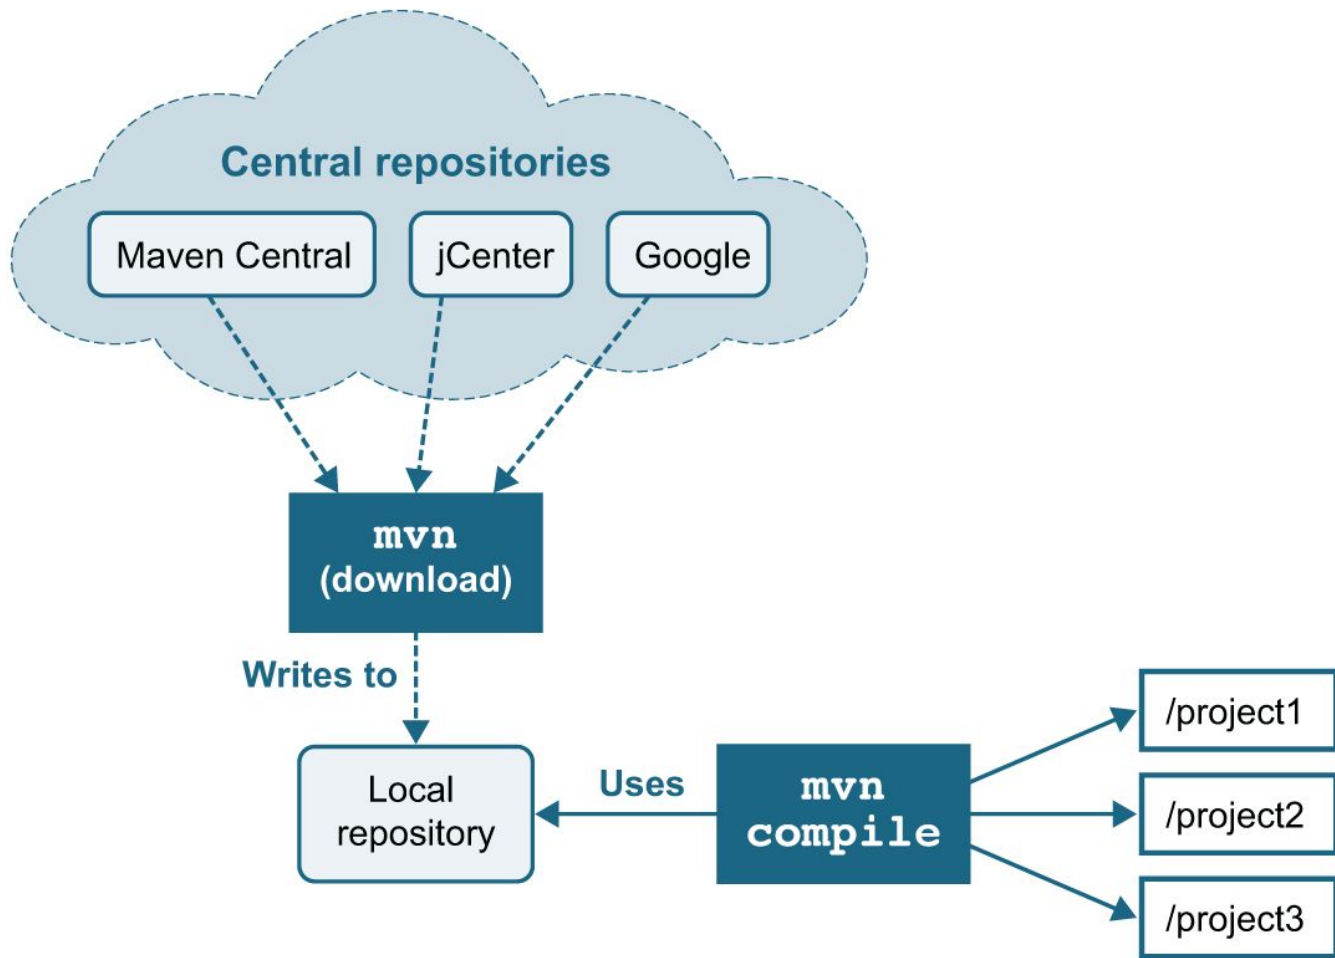 Central repositories
Maven Central
jCenter
Google
mvn
(download)
Writes to
Local
repository
Uses
mvn
compile
/project1
/project2
/project3